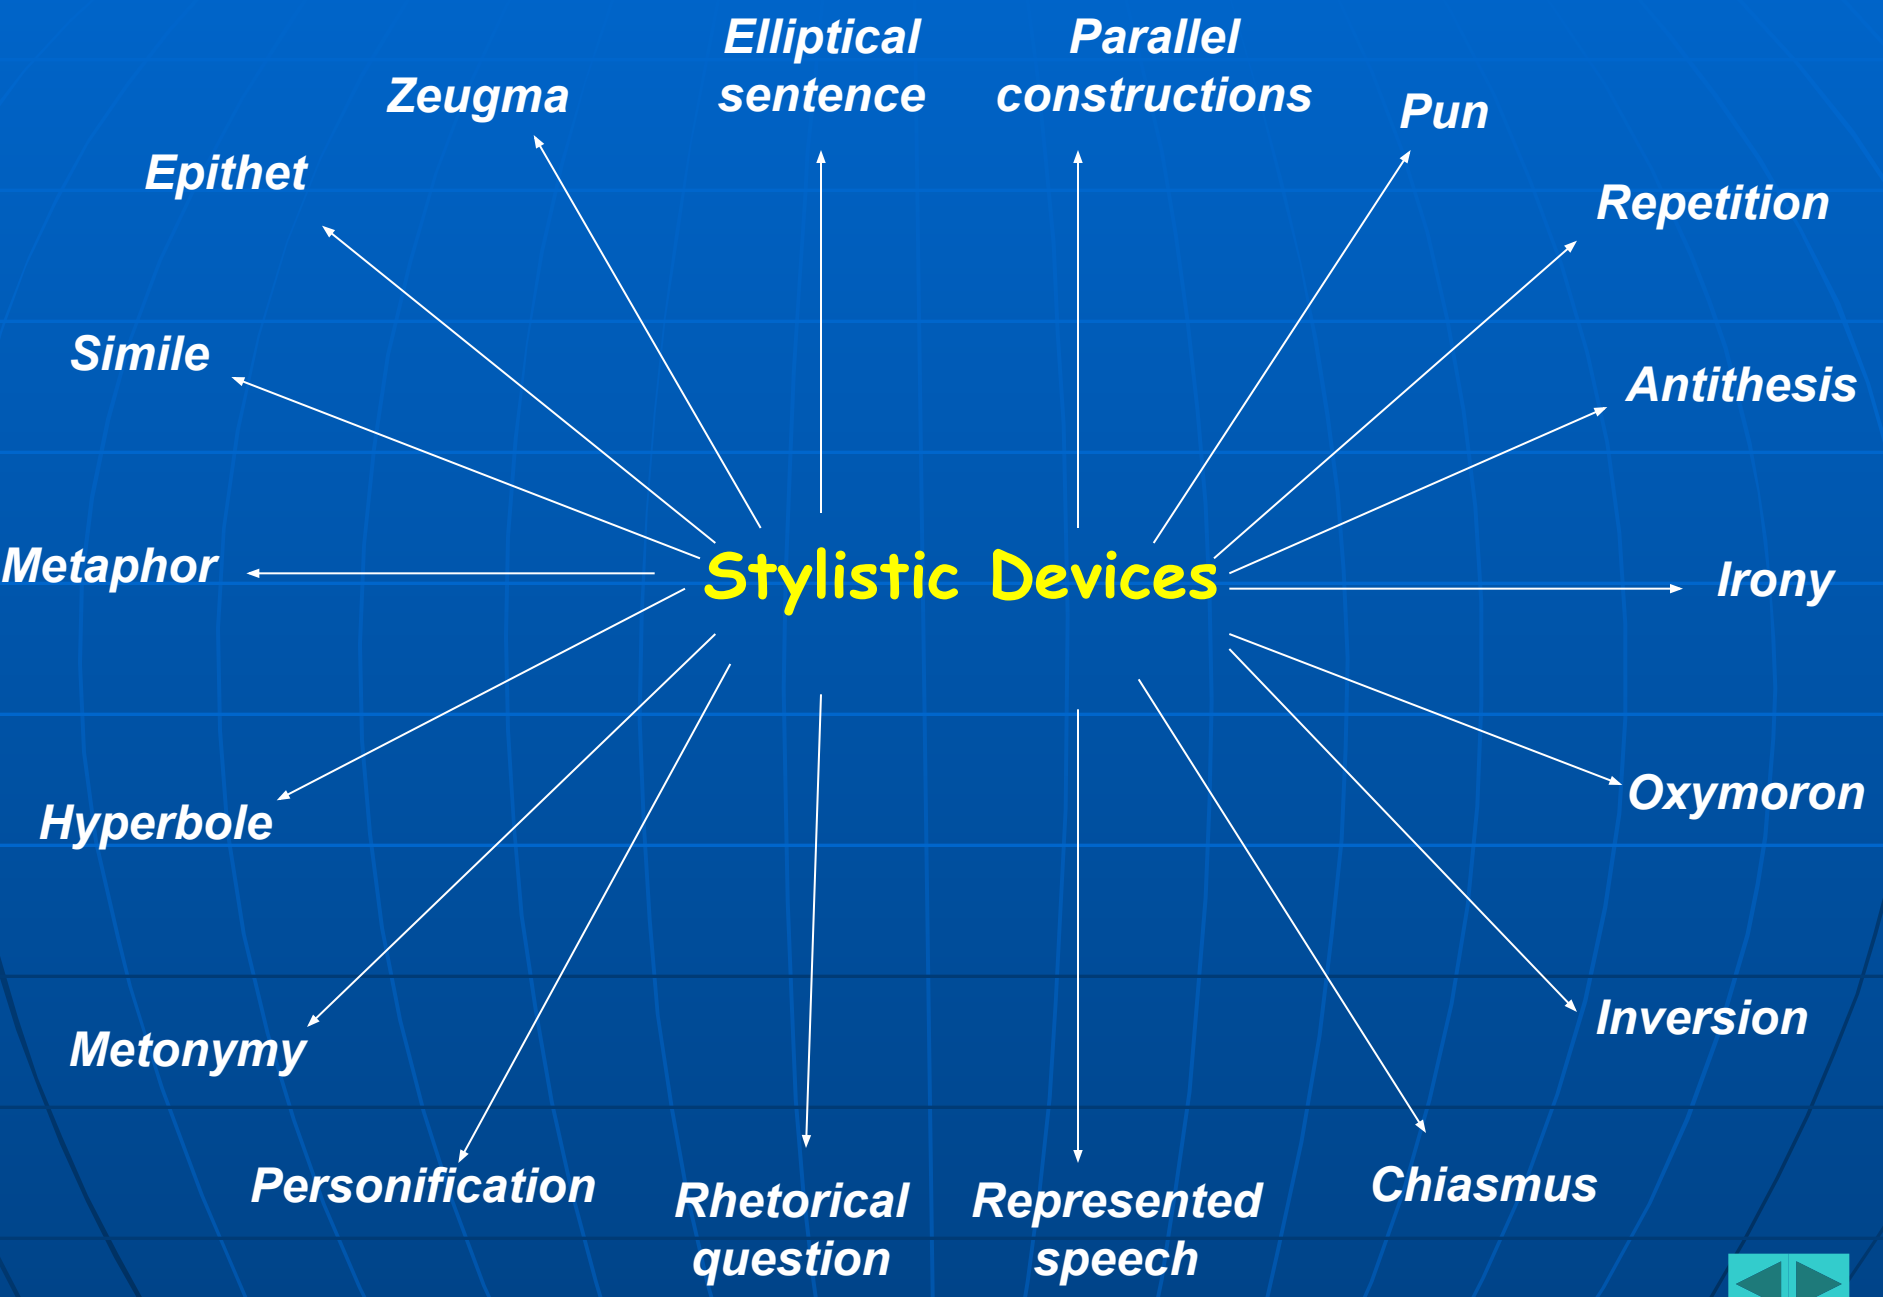 Elliptical
sentence
Parallel
constructions
Zeugma
Pun
Epithet
Repetition
Simile
Antithesis
Metaphor
Stylistic Devices
Irony
Hyperbole
Oxymoron
Metonymy
Inversion
Personification
Rhetorical
question
Represented
speech
Chiasmus